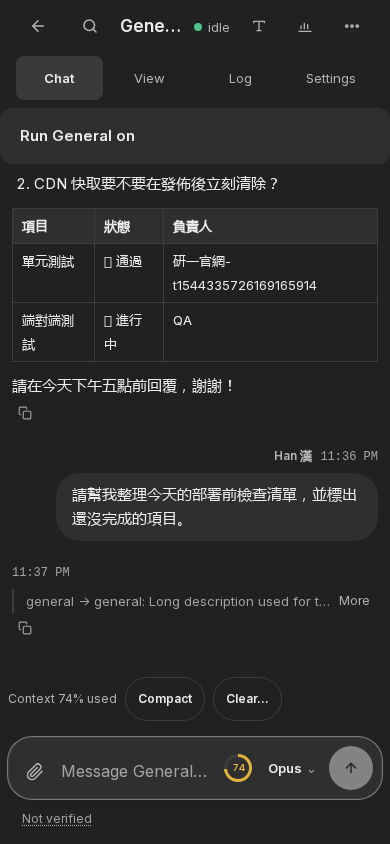 Gene... idle
Chat View Log Settings
Run General on
2. CDN 快取要不要在發佈後立刻清除？
項目 狀態 負責人
單元測試 通過 研一官網-
t1544335726169165914
端對端測 進行 QA
試 中
請在今天下午五點前回覆，謝謝！
Han 漢 11:36 PM
請幫我整理今天的部署前檢查清單，並標出
還沒完成的項目。
11:37 PM
general → general: Long description used for t... More
Context 74% used Compact Clear...
Message General... 74 Opus
Not verified